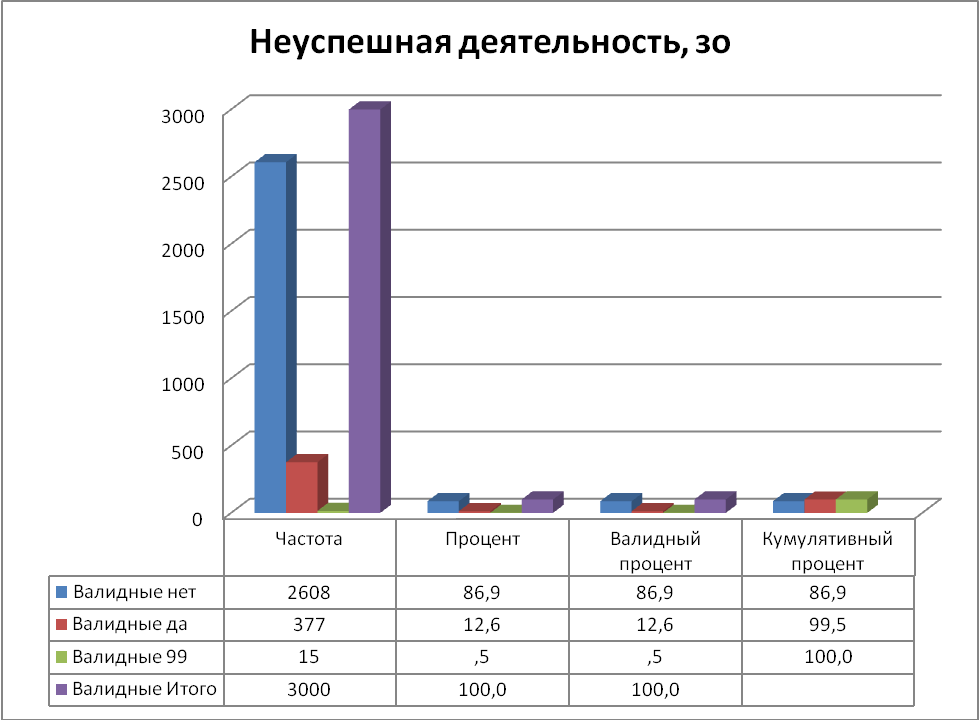 Неуспешная деятельность, зо
3000
2500
2000
1500
1000
500
0
Частота Процент Валидный процент Кумулятивный процент
Валидные нет 2608 86,9 86,9 86,9
Валидные да 377 12,6 12,6 99,5
Валидные 99 15 ,5 ,5 100,0
Валидные Итого 3000 100,0 100,0